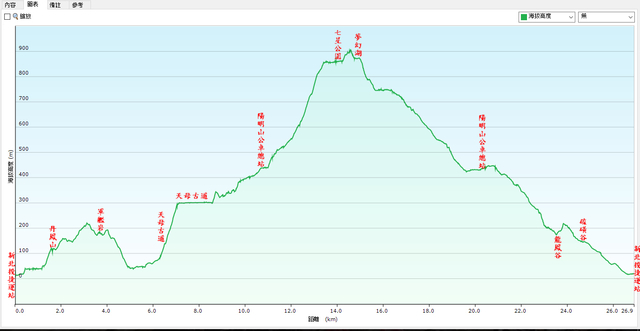 內容 圖表 備註 參考
縮放
海拔高度
無
海拔高度 (m)
900
800
700
600
500
400
300
200
100
新北投捷運站
丹鳳山
軍艦岩
天母古道
天母古道
陽明山公車總站
七星公園
夢幻湖
陽明山公車總站
龍鳳谷
硫磺谷
新北投捷運站
0.0 2.0 4.0 6.0 8.0 10.0 12.0 14.0 16.0 18.0 20.0 22.0 24.0 26.0 26.9
距離 (km)